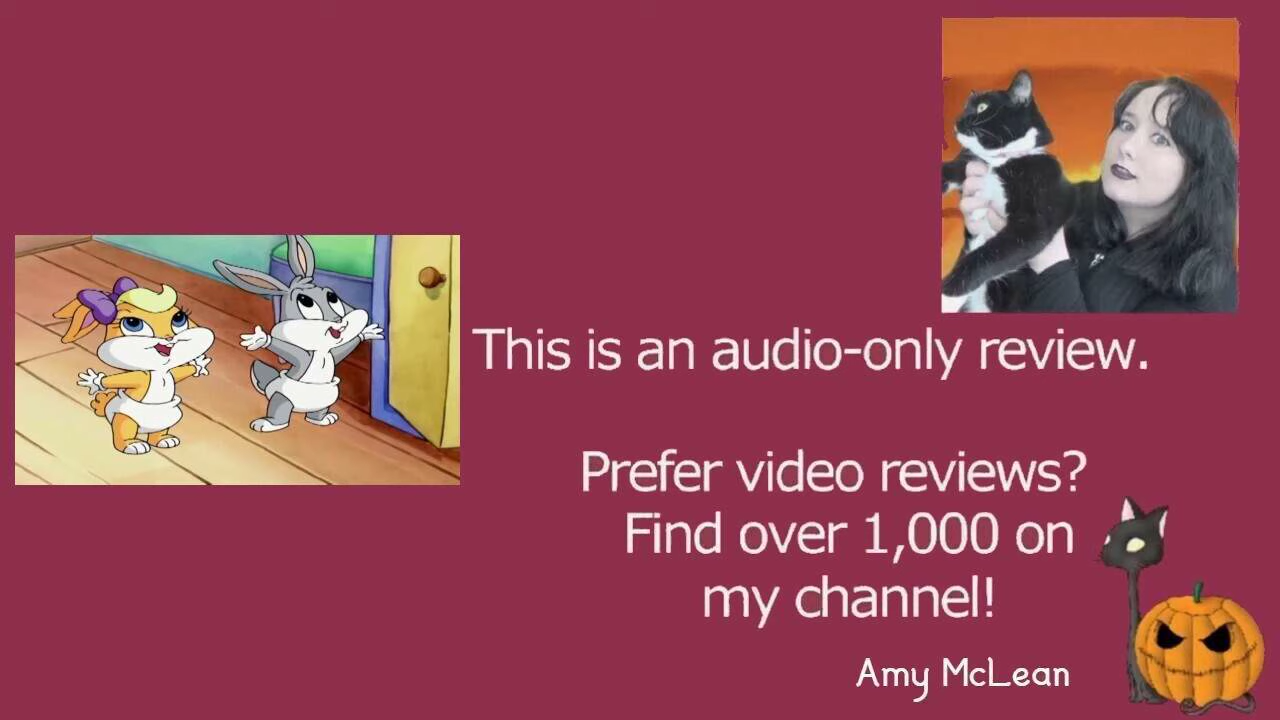 This is an audio-only review.
Prefer video reviews?
Find over 1,000 on
my channel!
Amy McLean